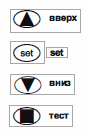 вверх
set set
вниз
тест